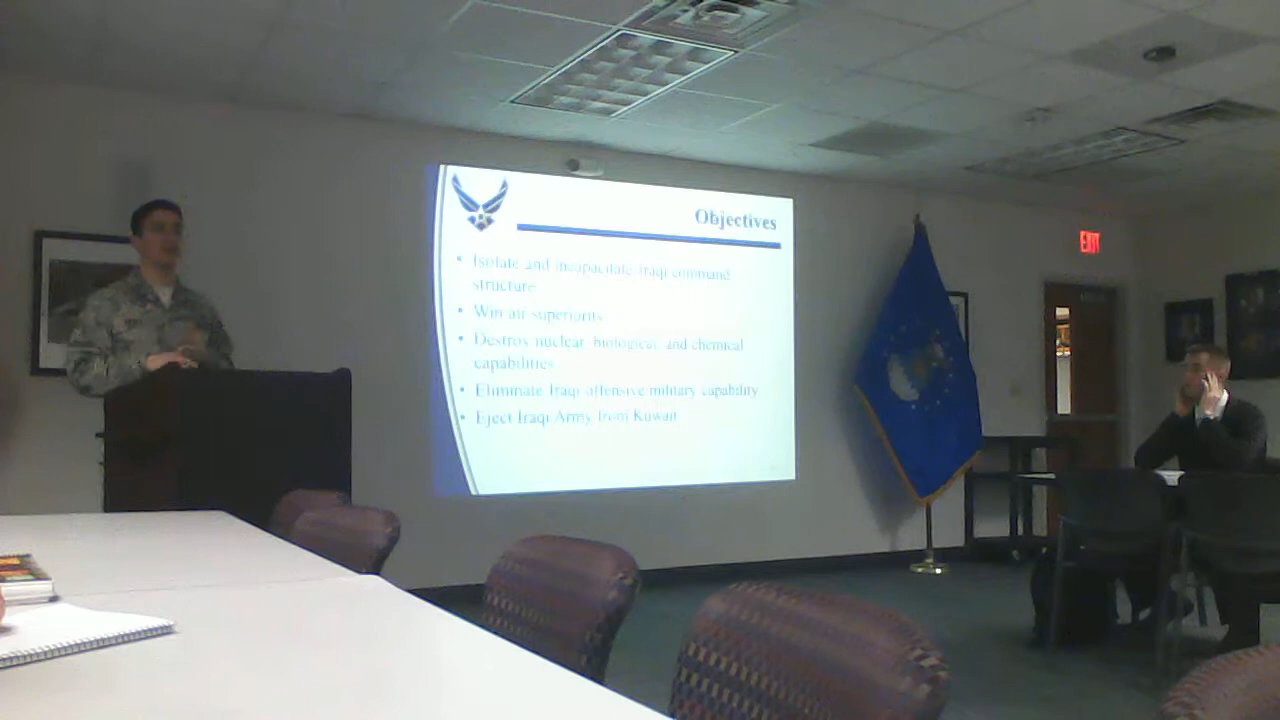 Objectives
• Isolate and incapacitate Iraqi command
structure
• Win air superiority
• Destroy nuclear, biological, and chemical
capabilities
• Eliminate Iraqi offensive military capability
• Eject Iraqi Army from Kuwait
EXIT